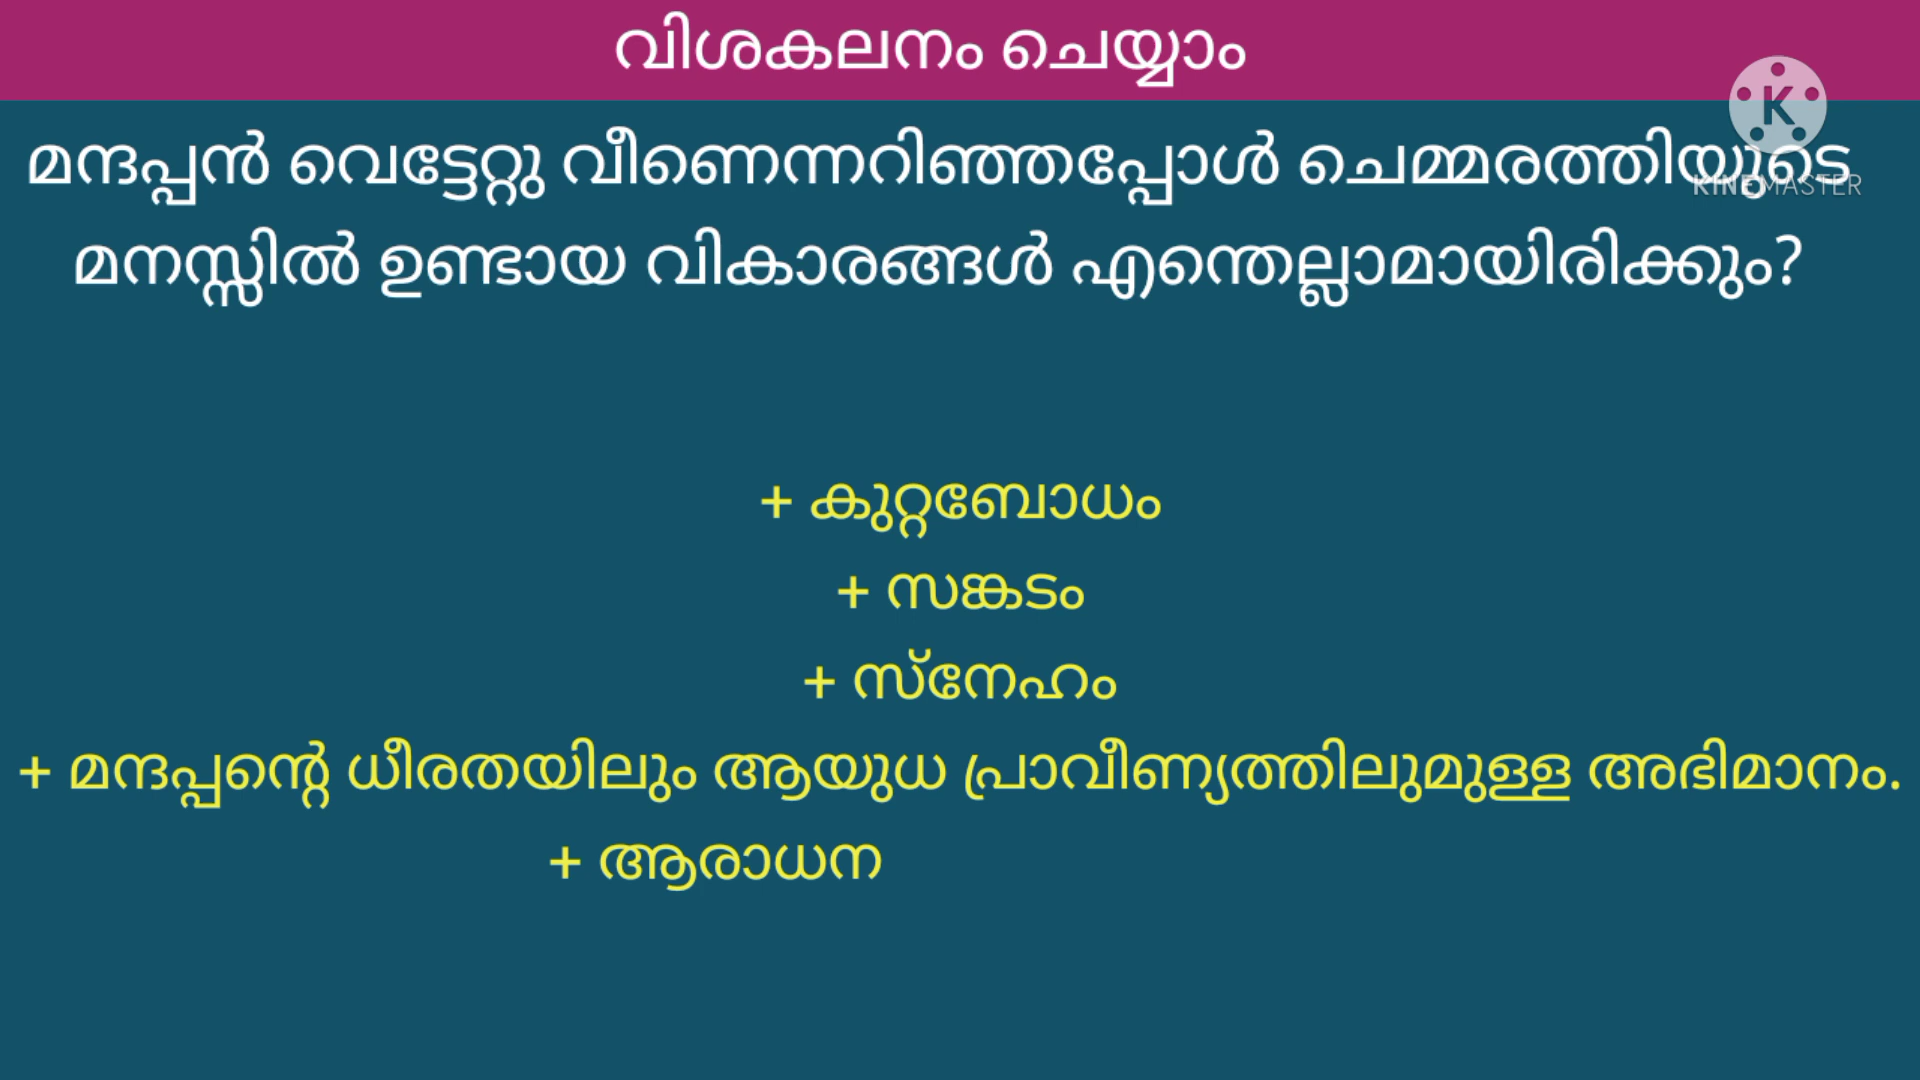 വിശകലനം ചെയ്യാം
K
മന്ദപ്പൻ വെട്ടേറ്റു വീണെന്നറിഞ്ഞപ്പോൾ ചെമ്മരത്തിയുടെ
KINEMASTER
മനസ്സിൽ ഉണ്ടായ വികാരങ്ങൾ എന്തെല്ലാമായിരിക്കും?
+ കുറ്റബോധം
+ സങ്കടം
+ സ്നേഹം
+ മന്ദപ്പന്റെ ധീരതയിലും ആയുധ പ്രാവീണ്യത്തിലുമുള്ള അഭിമാനം.
+ ആരാധന